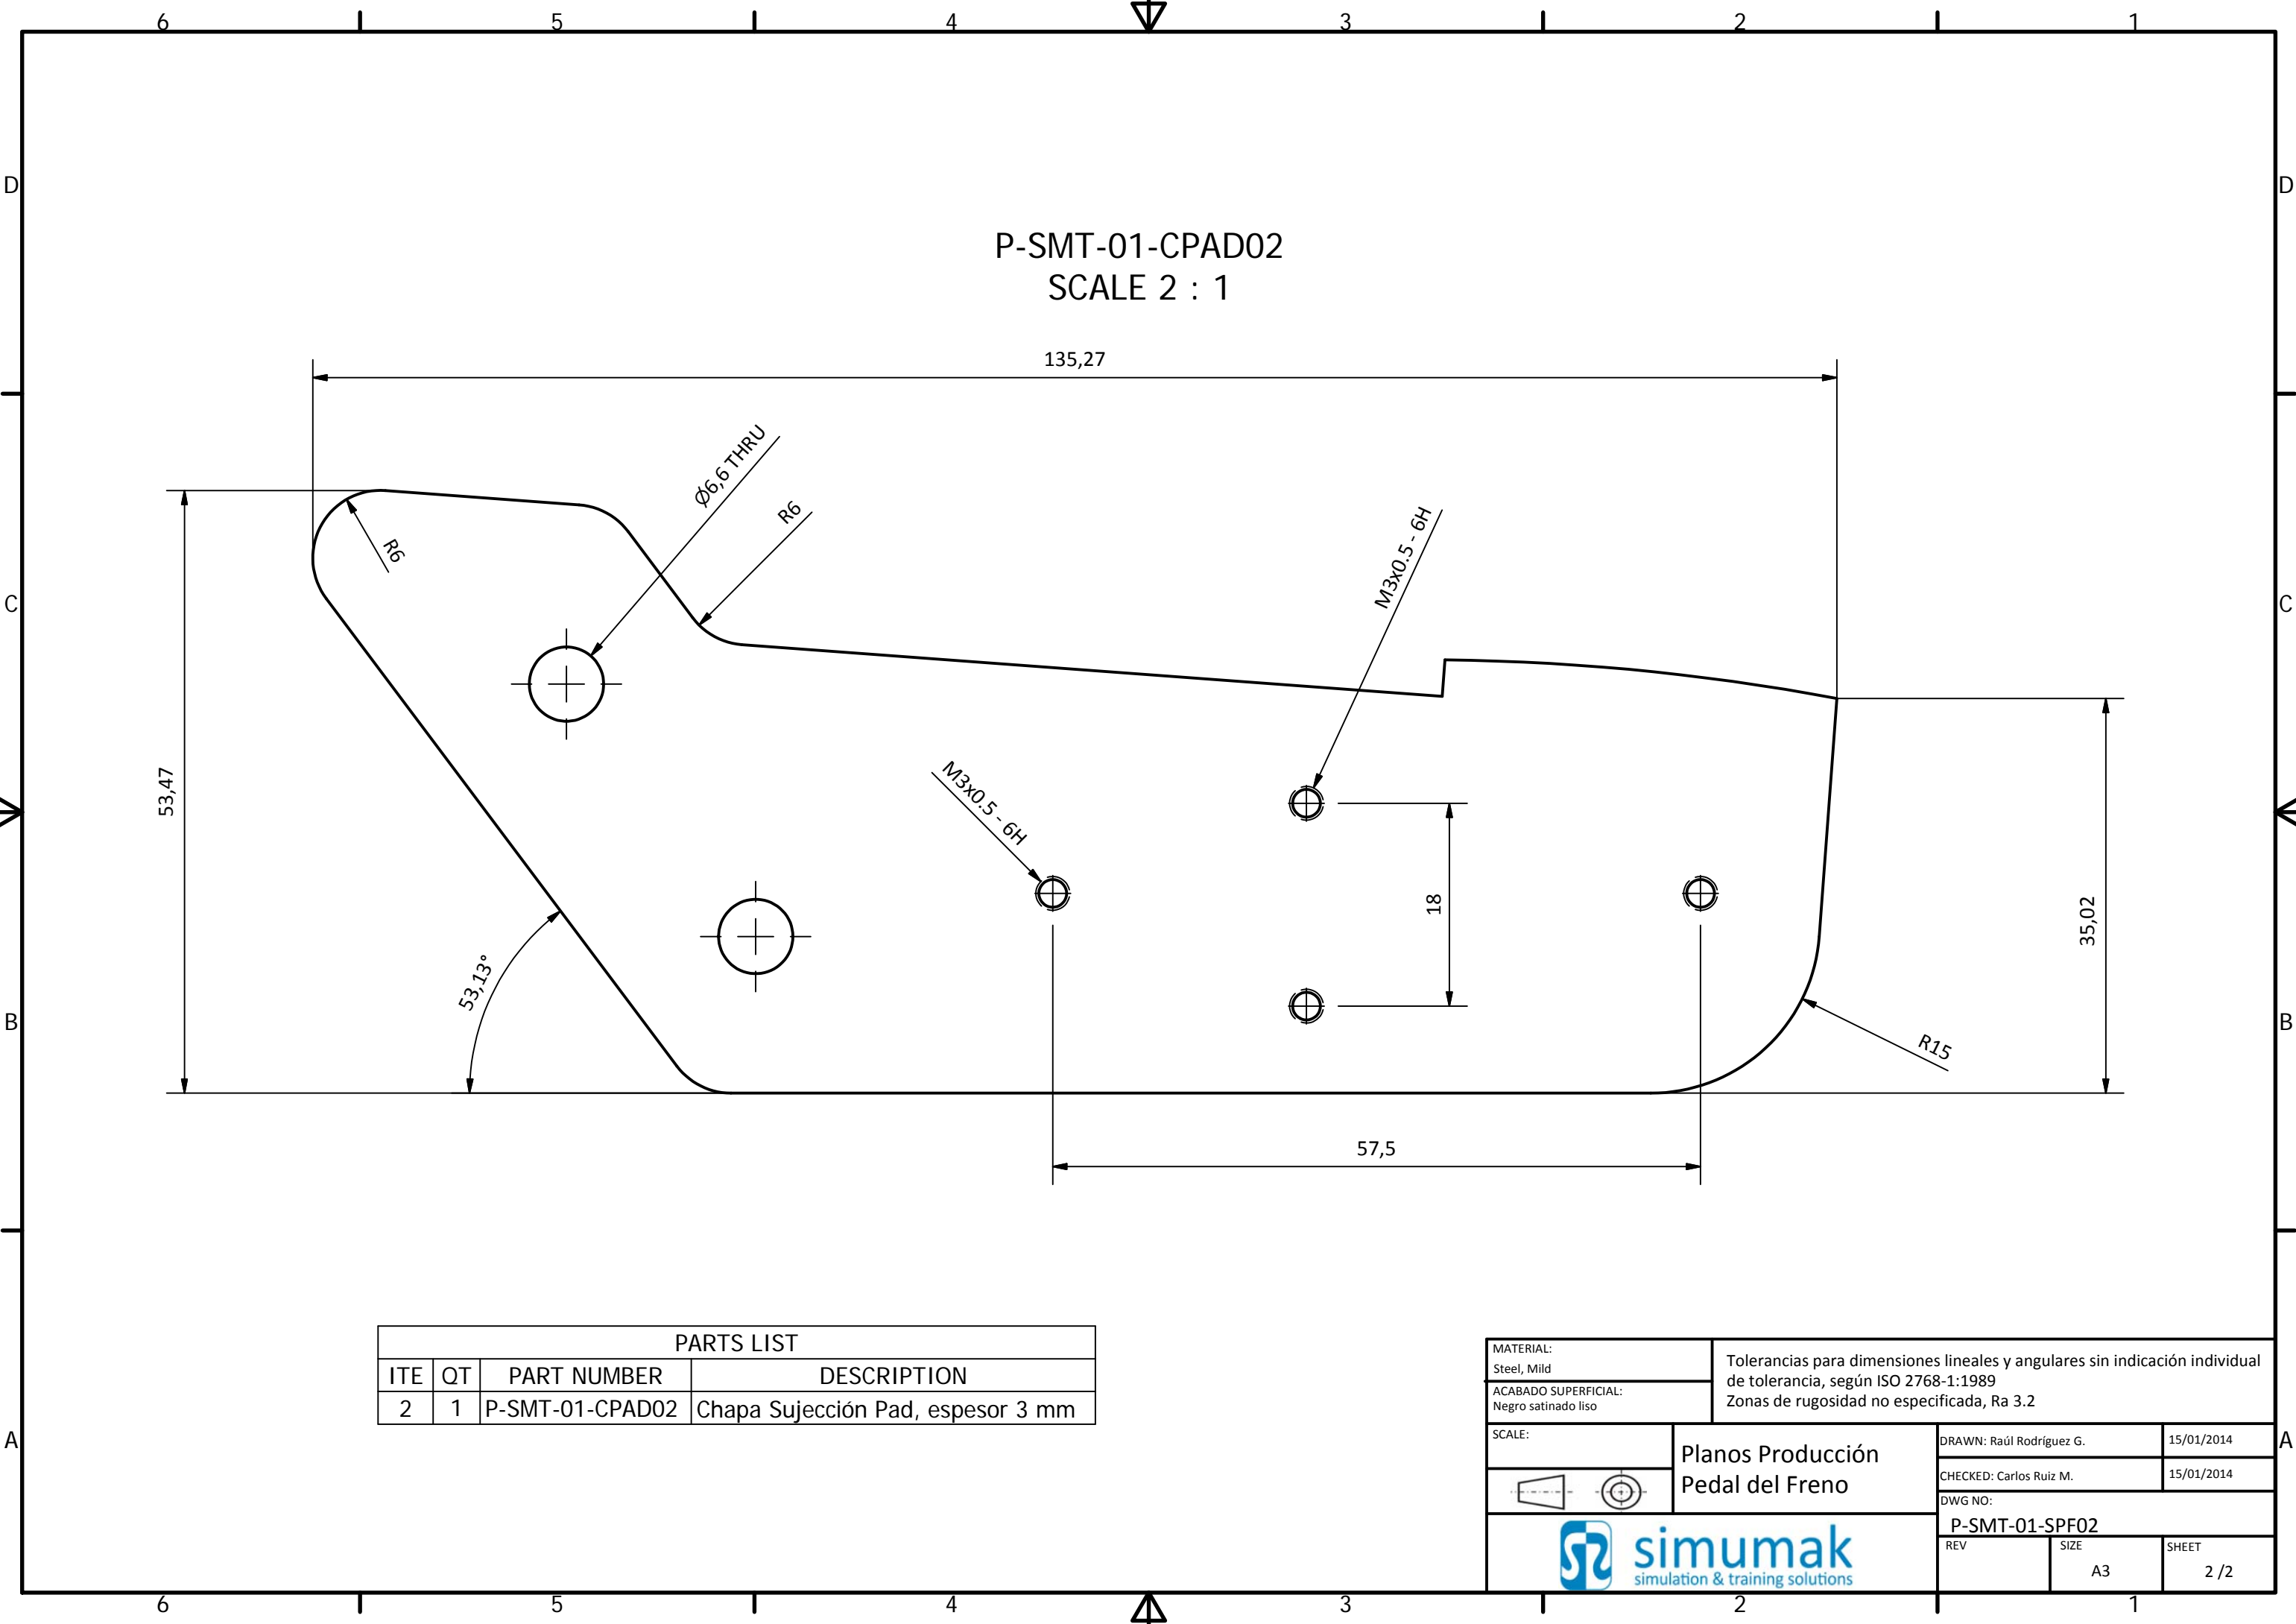 6 5 4 3 2 1
D D
P-SMT-01-CPAD02
SCALE 2 : 1
135,27
Ø6,6 THRU
R6
R6
M3x0.5 - 6H
C C
53,47
M3x0.5 - 6H
18
35,02
53,13°
B B
R15
57,5
PARTS LIST
ITE QT PART NUMBER DESCRIPTION
2 1 P-SMT-01-CPAD02 Chapa Sujección Pad, espesor 3 mm
A A
MATERIAL:
Steel, Mild
ACABADO SUPERFICIAL:
Negro satinado liso
Tolerancias para dimensiones lineales y angulares sin indicación individual
de tolerancia, según ISO 2768-1:1989
Zonas de rugosidad no especificada, Ra 3.2
SCALE:
Planos Producción
Pedal del Freno
DRAWN: Raúl Rodríguez G. 15/01/2014
CHECKED: Carlos Ruiz M. 15/01/2014
DWG NO:
P-SMT-01-SPF02
REV SIZE SHEET
A3 2 /2
simumak
simulation & training solutions
6 5 4 3 2 1